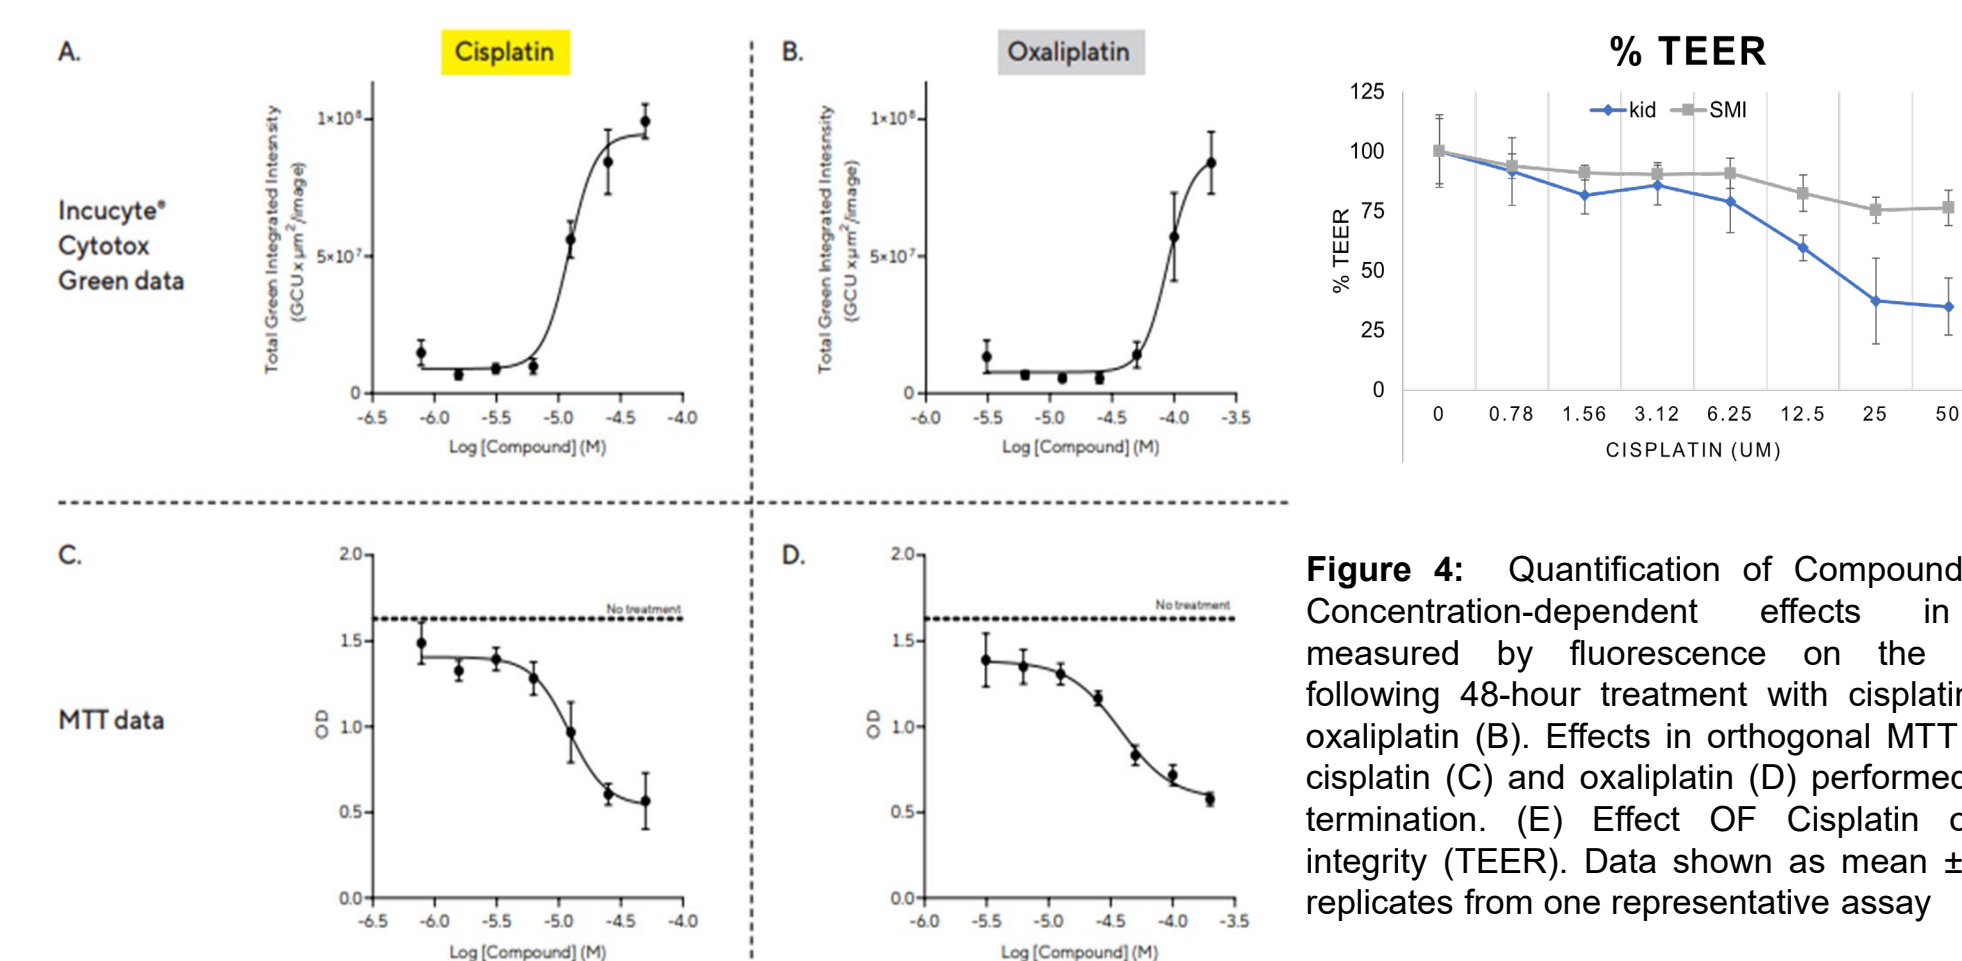 A.
Cisplatin
B.
Oxaliplatin
% TEER
Incucyte®
Cytotox
Green data
Total Green Integrated Intesnsity
(GCU x µm²/image)
1×10⁸
5×10⁷
0
-6.5 -6.0 -5.5 -5.0 -4.5 -4.0
Log [Compound] (M)
Total Green Integrated Intesnsity
(GCU x µm²/image)
1×10⁸
5×10⁷
0
-6.0 -5.5 -5.0 -4.5 -4.0 -3.5
Log [Compound] (M)
kid SMI
% TEER
125
100
75
50
25
0
0 0.78 1.56 3.12 6.25 12.5 25 50
CISPLATIN (UM)
C.
MTT data
OD
2.0
1.5
1.0
0.5
0.0
No treatment
-6.5 -6.0 -5.5 -5.0 -4.5 -4.0
Log [Compound] (M)
D.
OD
2.0
1.5
1.0
0.5
0.0
No treatment
-6.0 -5.5 -5.0 -4.5 -4.0 -3.5
Log [Compound] (M)
Figure 4: Quantification of Compound
Concentration-dependent effects in
measured by fluorescence on the
following 48-hour treatment with cisplatin
oxaliplatin (B). Effects in orthogonal MTT
cisplatin (C) and oxaliplatin (D) performed
termination. (E) Effect OF Cisplatin
integrity (TEER). Data shown as mean ±
replicates from one representative assay